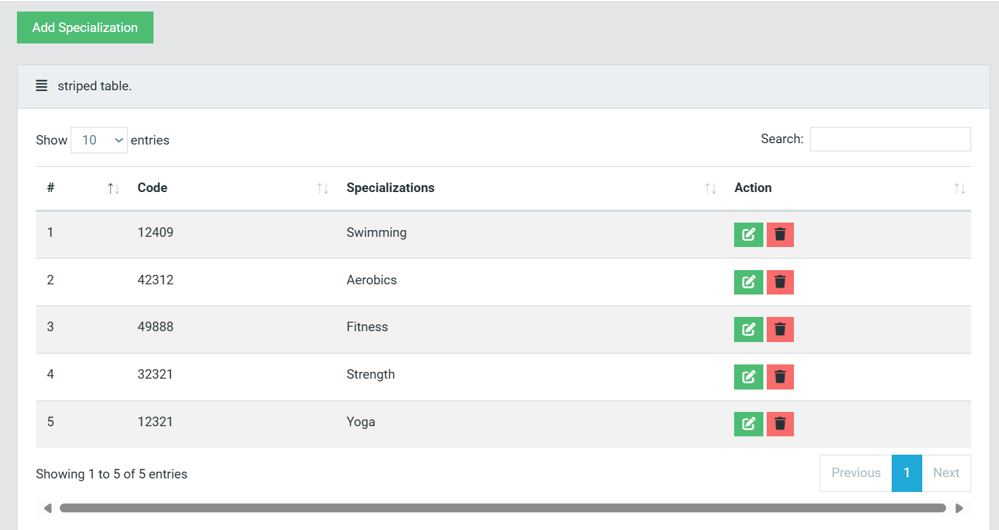 Add Specialization
striped table.
Show 10 entries
Search:
# Code Specializations Action
1 12409 Swimming
2 42312 Aerobics
3 49888 Fitness
4 32321 Strength
5 12321 Yoga
Showing 1 to 5 of 5 entries
Previous 1 Next